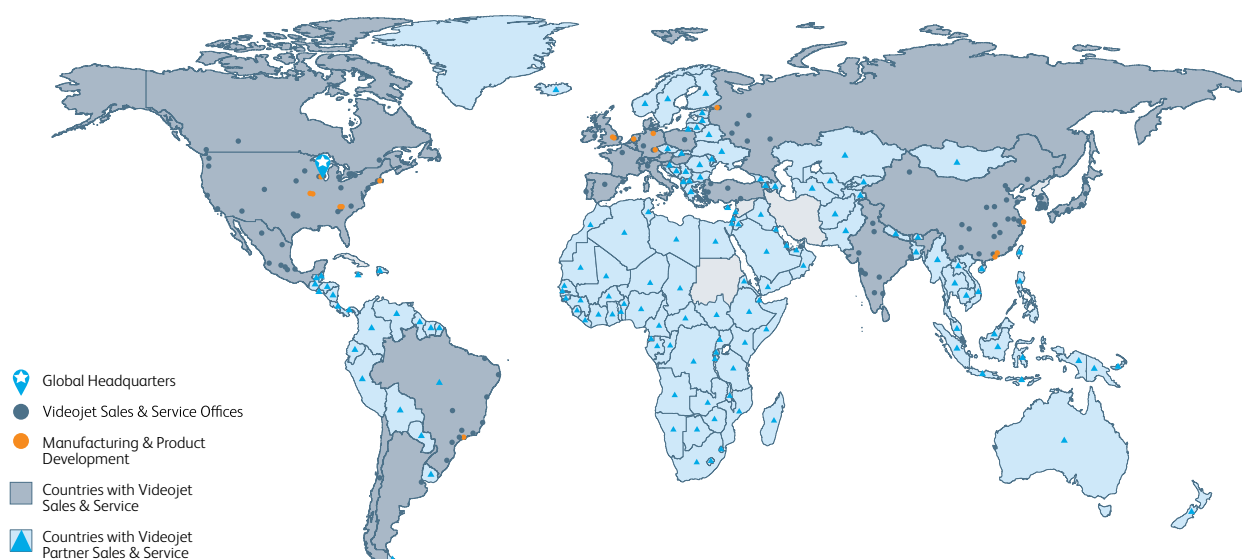 Global Headquarters
Videojet Sales & Service Offices
Manufacturing & Product
Development
Countries with Videojet
Sales & Service
Countries with Videojet
Partner Sales & Service